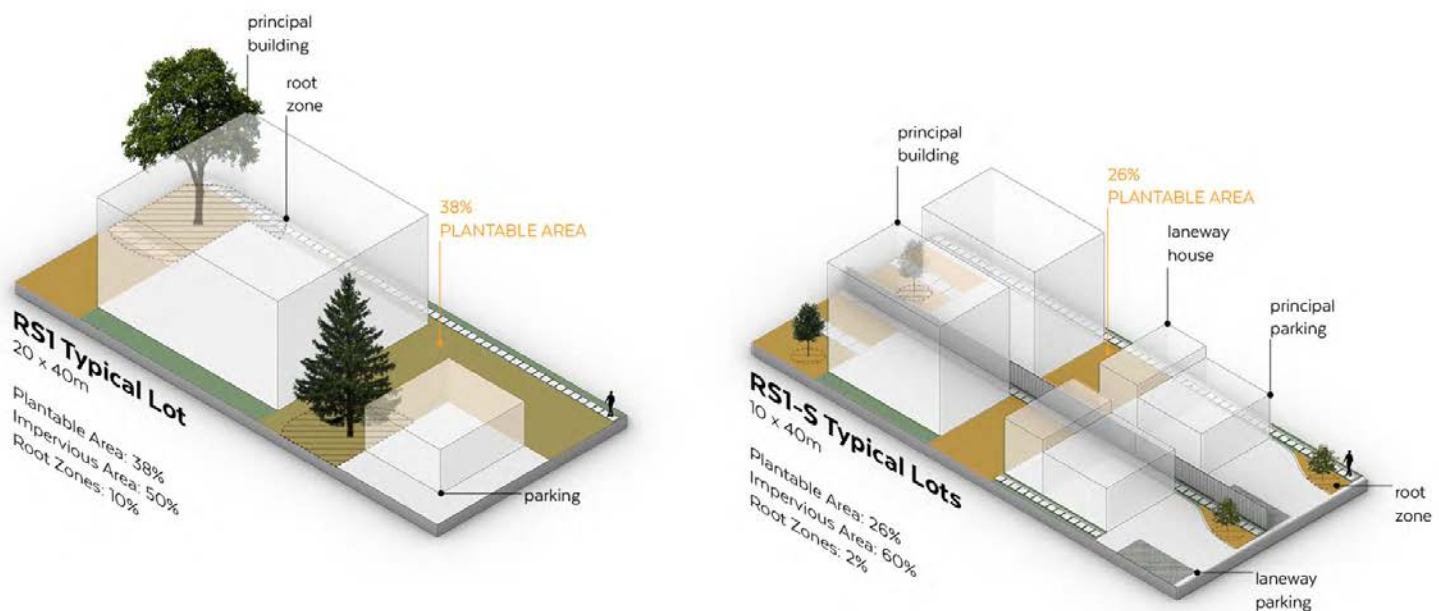 principal
building
root
zone
38%
PLANTABLE AREA
RS1 Typical Lot
20 x 40m
Plantable Area: 38%
Impervious Area: 50%
Root Zones: 10%
parking
principal
building
26%
PLANTABLE AREA
laneway
house
principal
parking
RS1-S Typical Lots
10 x 40m
Plantable Area: 26%
Impervious Area: 60%
Root Zones: 2%
root
zone
laneway
parking